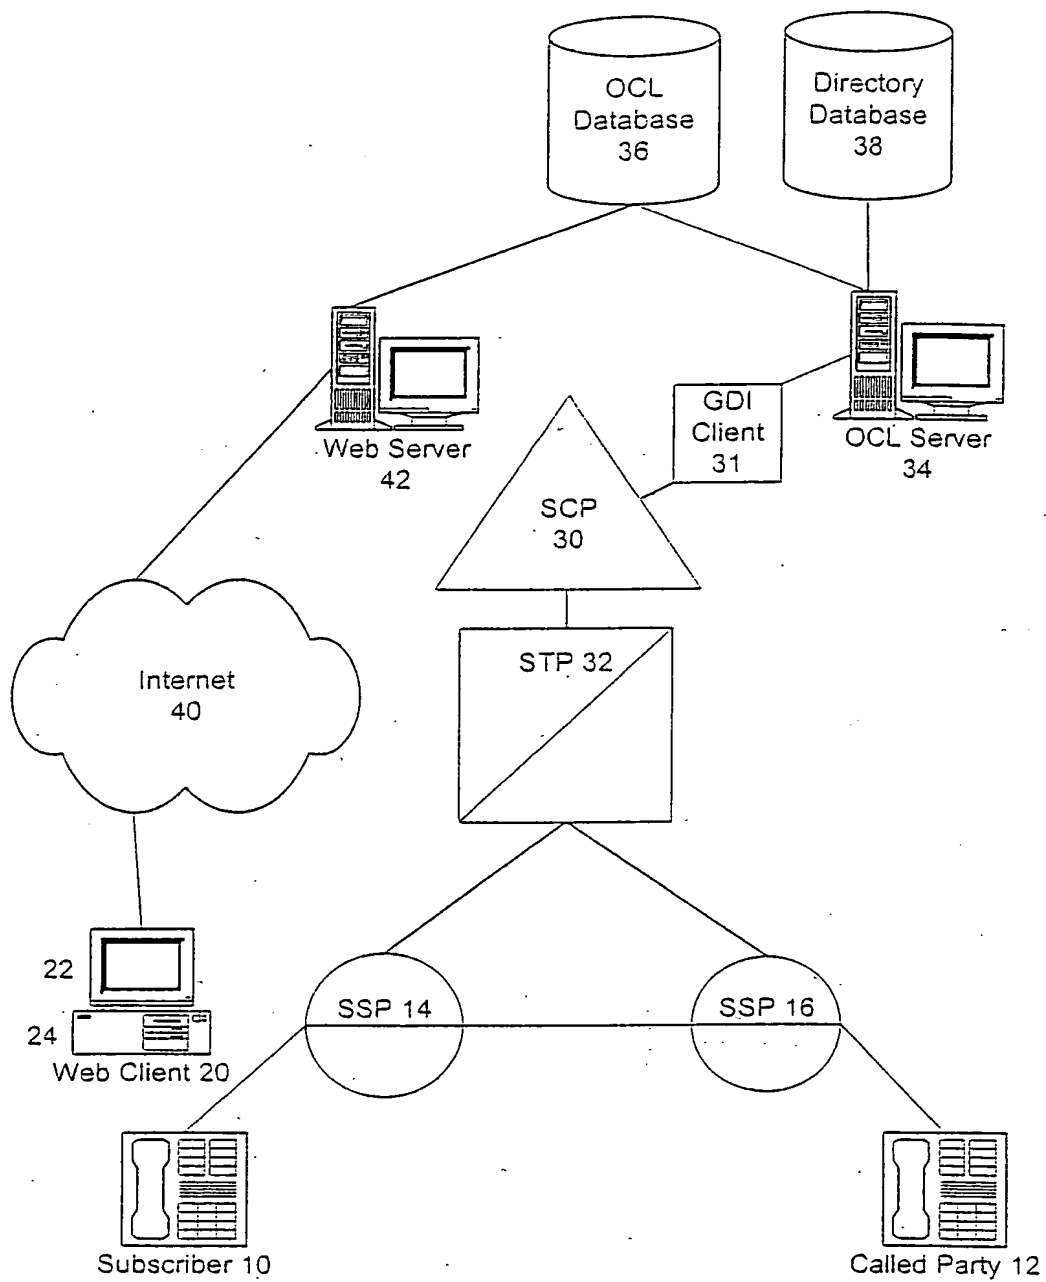 OCL
Database
36
Directory
Database
38
Web Server
42
GDI
Client
31
OCL Server
34
SCP
30
STP 32
Internet
40
22
24
Web Client 20
SSP 14
SSP 16
Subscriber 10
Called Party 12